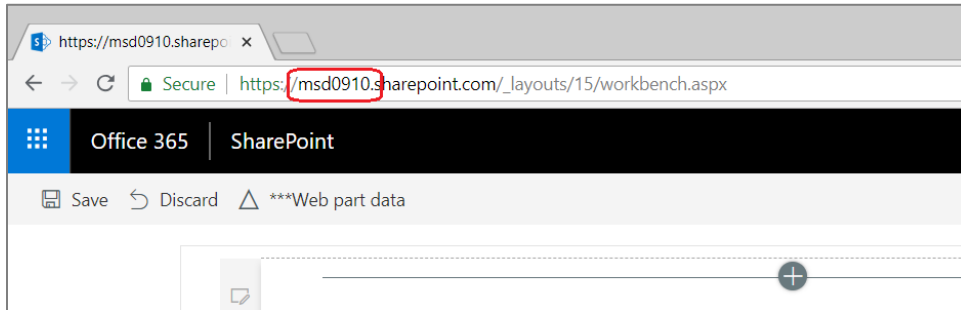 https://msd0910.sharepo
Secure | https://msd0910.sharepoint.com/_layouts/15/workbench.aspx
Office 365 SharePoint
Save Discard ***Web part data